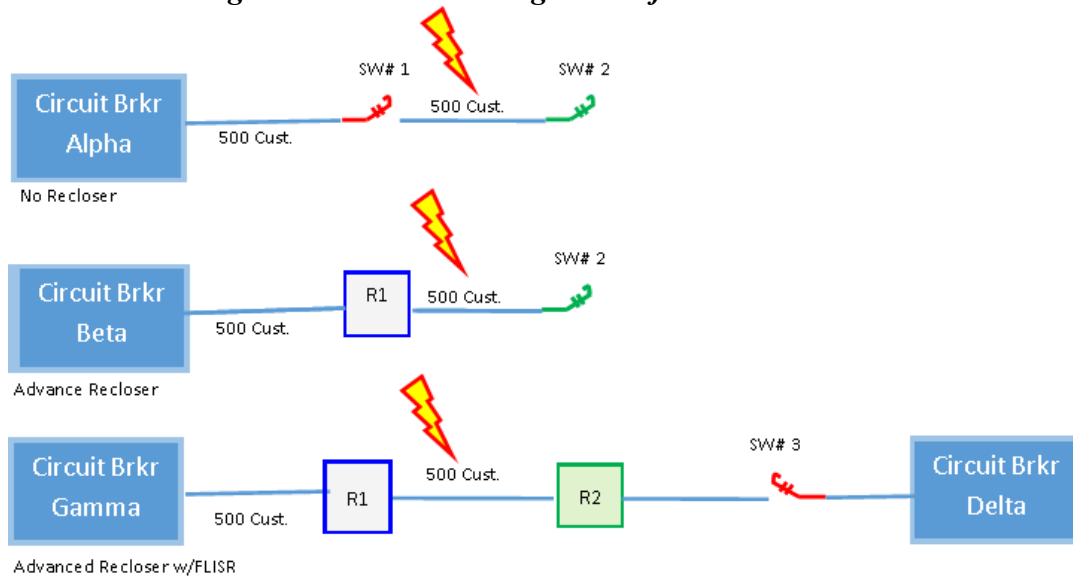 SW# 1
SW# 2
Circuit Brkr
Alpha
500 Cust.
500 Cust.
No Recloser
SW# 2
Circuit Brkr
Beta
R1
500 Cust.
500 Cust.
Advance Recloser
SW# 3
Circuit Brkr
Gamma
R1
500 Cust.
R2
Circuit Brkr
Delta
500 Cust.
Advanced Recloser w/FLISR